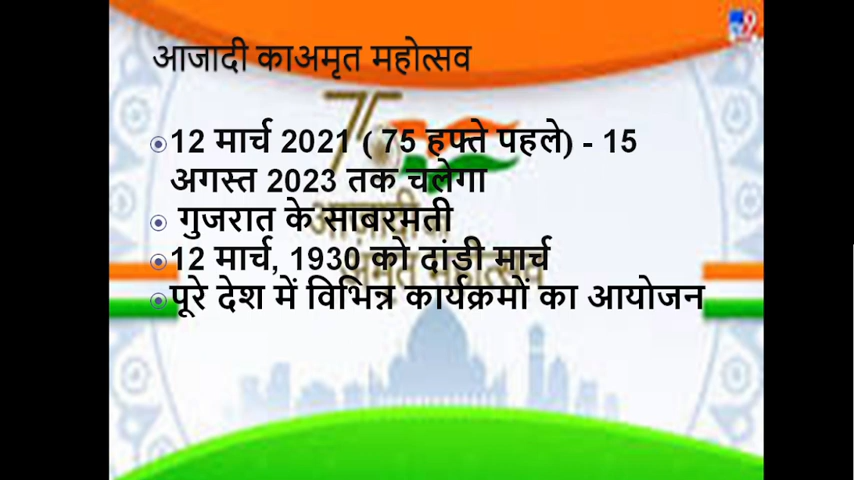 आजादी काअमृत महोत्सव
75
12 मार्च 2021 ( 75 हफ्ते पहले) - 15
अगस्त 2023 तक चलेगा
गुजरात के साबरमती
12 मार्च, 1930 को दांडी मार्च
पूरे देश में विभिन्न कार्यक्रमों का आयोजन